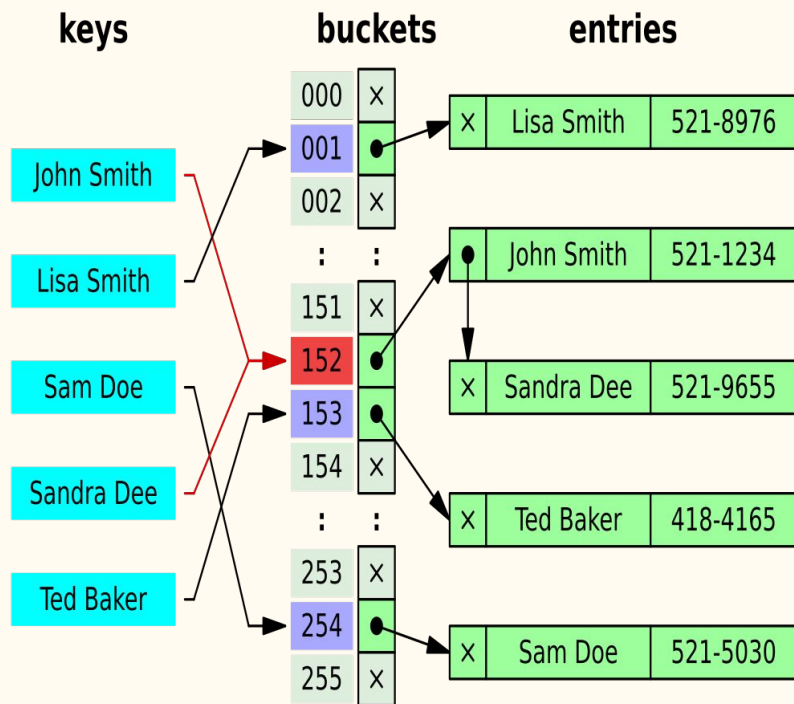 keys buckets entries
000 ×
Lisa Smith 521-8976
001
John Smith
002 ×
: :
John Smith 521-1234
Lisa Smith
151 ×
152
Sam Doe
Sandra Dee 521-9655
153
154 ×
Sandra Dee
: :
Ted Baker 418-4165
253 ×
Ted Baker
254
Sam Doe 521-5030
255 ×